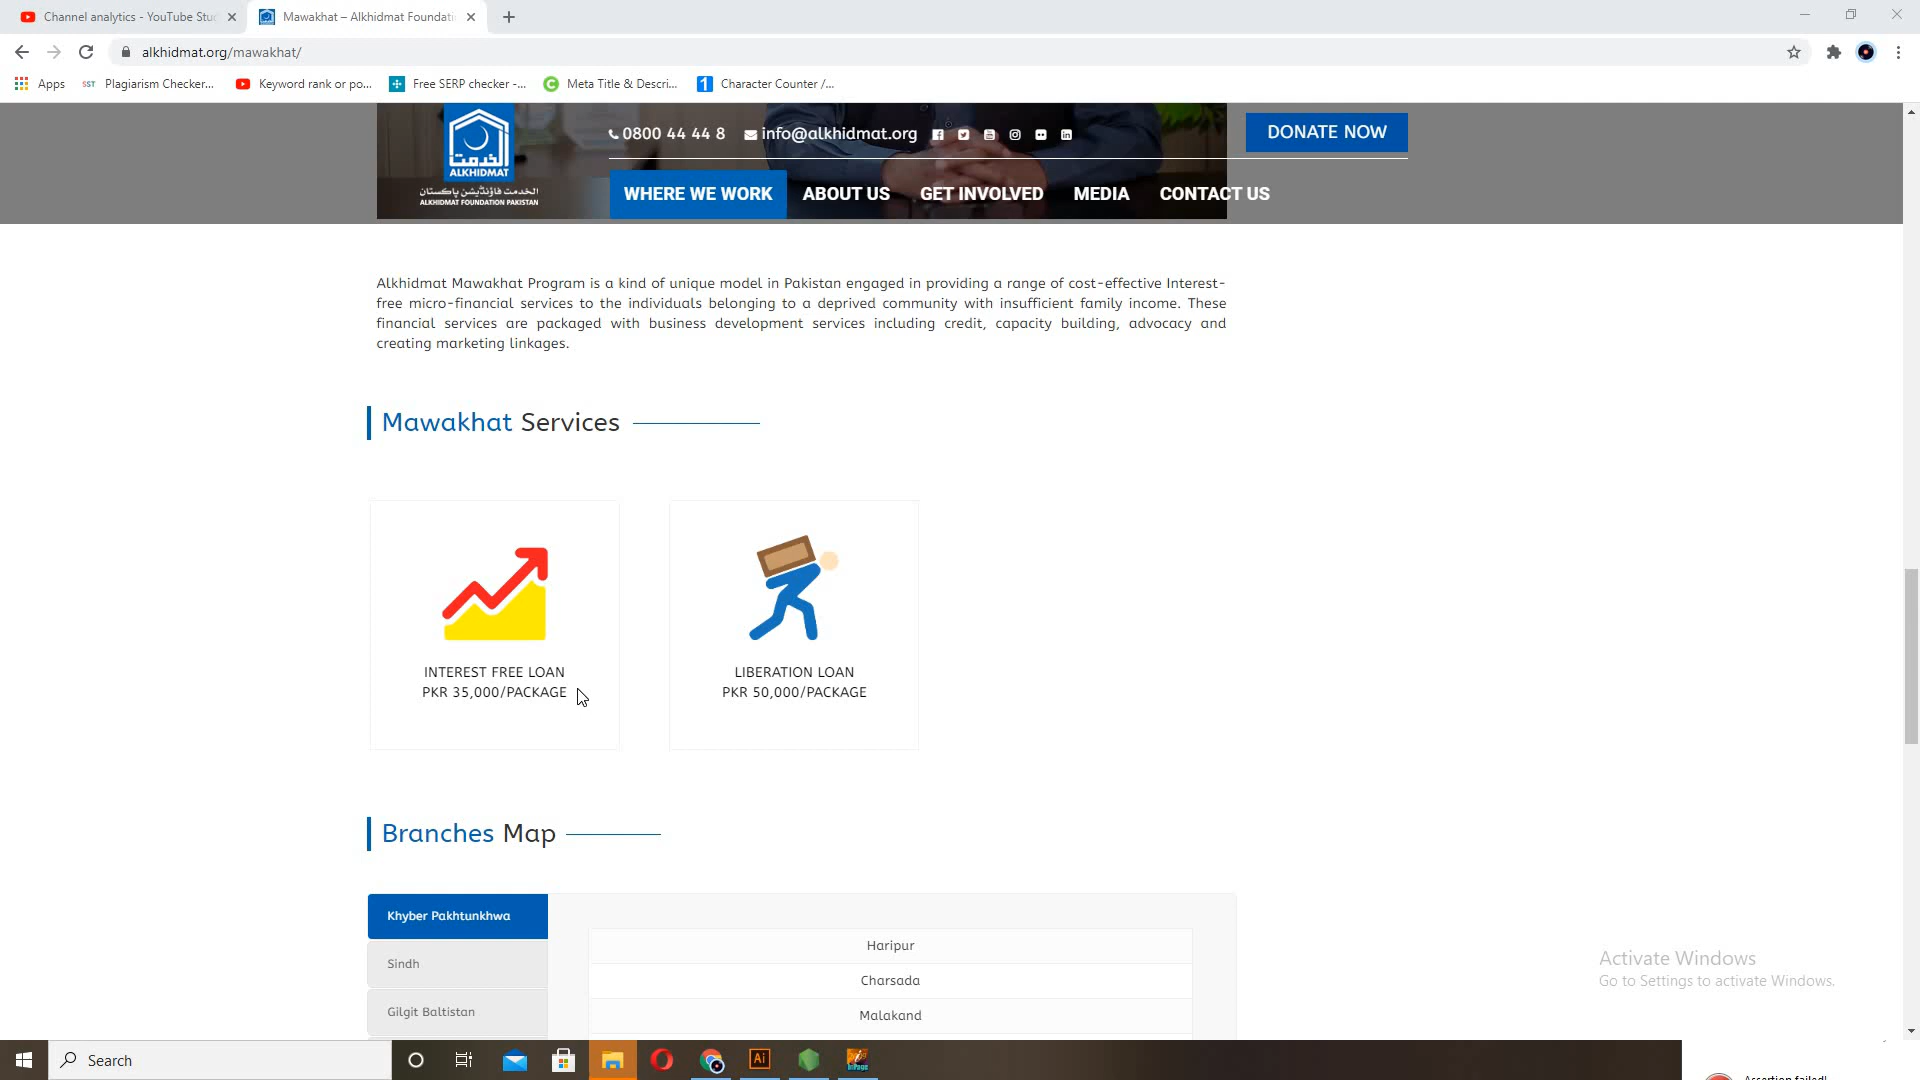 Channel analytics - YouTube Stu
Mawakhat – Alkhidmat Foundati
alkhidmat.org/mawakhat/
Apps
SST Plagiarism Checker...
Keyword rank or po...
Free SERP checker -...
Meta Title & Descri...
Character Counter /...
0800 44 44 8
info@alkhidmat.org
DONATE NOW
الخدمت
ALKHIDMAT
الخدمت فاؤنڈیشن پاکستان
ALKHIDMAT FOUNDATION PAKISTAN
WHERE WE WORK
ABOUT US
GET INVOLVED
MEDIA
CONTACT US
Alkhidmat Mawakhat Program is a kind of unique model in Pakistan engaged in providing a range of cost-effective Interest-
free micro-financial services to the individuals belonging to a deprived community with insufficient family income. These
financial services are packaged with business development services including credit, capacity building, advocacy and
creating marketing linkages.
Mawakhat Services
INTEREST FREE LOAN
PKR 35,000/PACKAGE
LIBERATION LOAN
PKR 50,000/PACKAGE
Branches Map
Khyber Pakhtunkhwa
Sindh
Gilgit Baltistan
Haripur
Charsada
Malakand
Activate Windows
Go to Settings to activate Windows.
Search
Ai
InPage
Assertion failed!